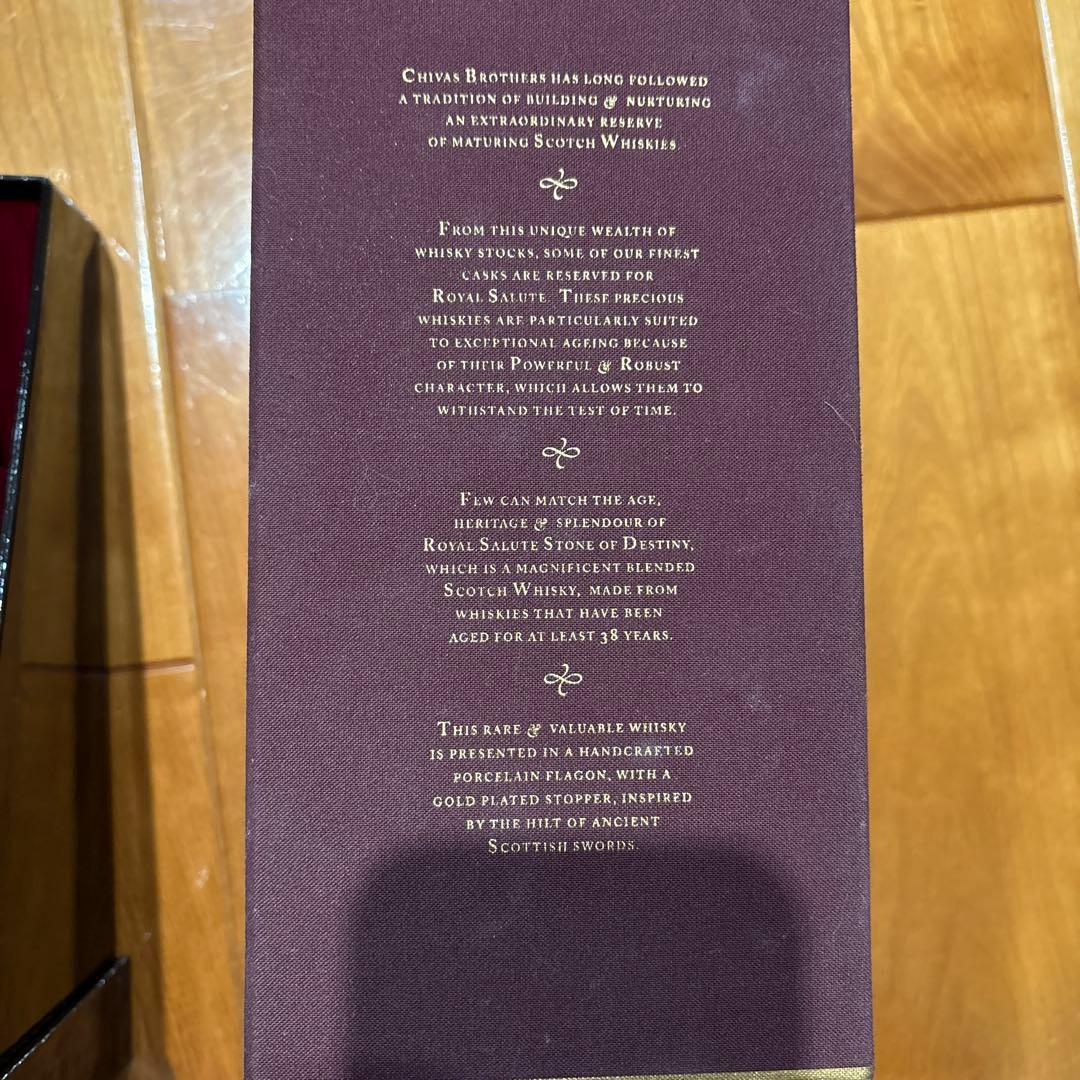 Chivas Brothers has long followed
a tradition of building & nurturing
an extraordinary reserve
of maturing Scotch Whiskies.
From this unique wealth of
whisky stocks, some of our finest
casks are reserved for
Royal Salute. These precious
whiskies are particularly suited
to exceptional ageing because
of their Powerful & Robust
character, which allows them to
withstand the test of time.
Few can match the age,
heritage & splendour of
Royal Salute Stone of Destiny,
which is a magnificent blended
Scotch Whisky, made from
whiskies that have been
aged for at least 38 years.
This rare & valuable whisky
is presented in a handcrafted
porcelain flagon, with a
gold plated stopper, inspired
by the hilt of ancient
Scottish swords.